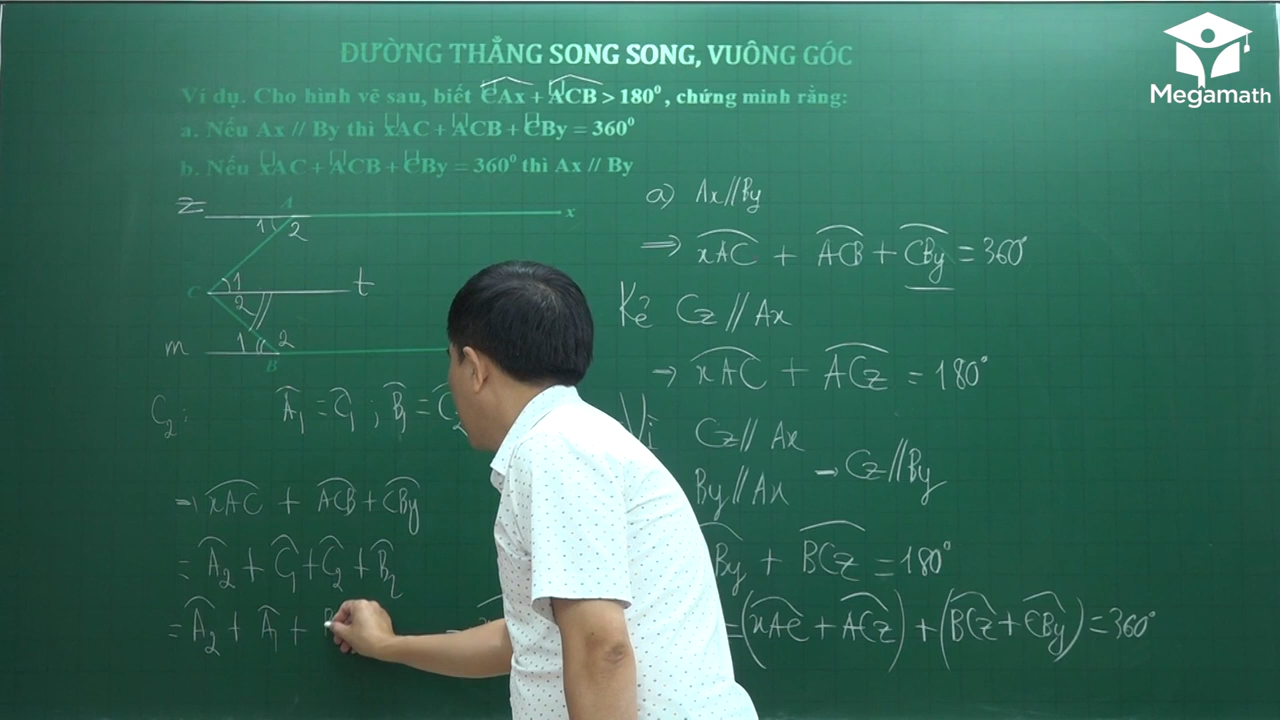 ĐƯỜNG THẲNG SONG SONG, VUÔNG GÓC
Megamath
Ví dụ. Cho hình vẽ sau, biết CAx + ACB > 180⁰, chứng minh rằng:
a. Nếu Ax // By thì xAC + ACB + CBy = 360⁰
b. Nếu xAC + ACB + CBy = 360⁰ thì Ax // By
z A x
1 2
C 1 t
2
m 1 2
B
C₂:
A₁ = C₁ ; B₁ = C
→ xAC + ACB + CBy
= A₂ + C₁ + C₂ + B₂
= A₂ + A₁ +
a) Ax // By
⇒ xAC + ACB + CBy = 360°
Kẻ Cz // Ax
→ xAC + ACz = 180°
Vì Cz // Ax
By // Ax → Cz // By
By + BCz = 180°
= (xAC + ACz) + (BCz + CBy) = 360°